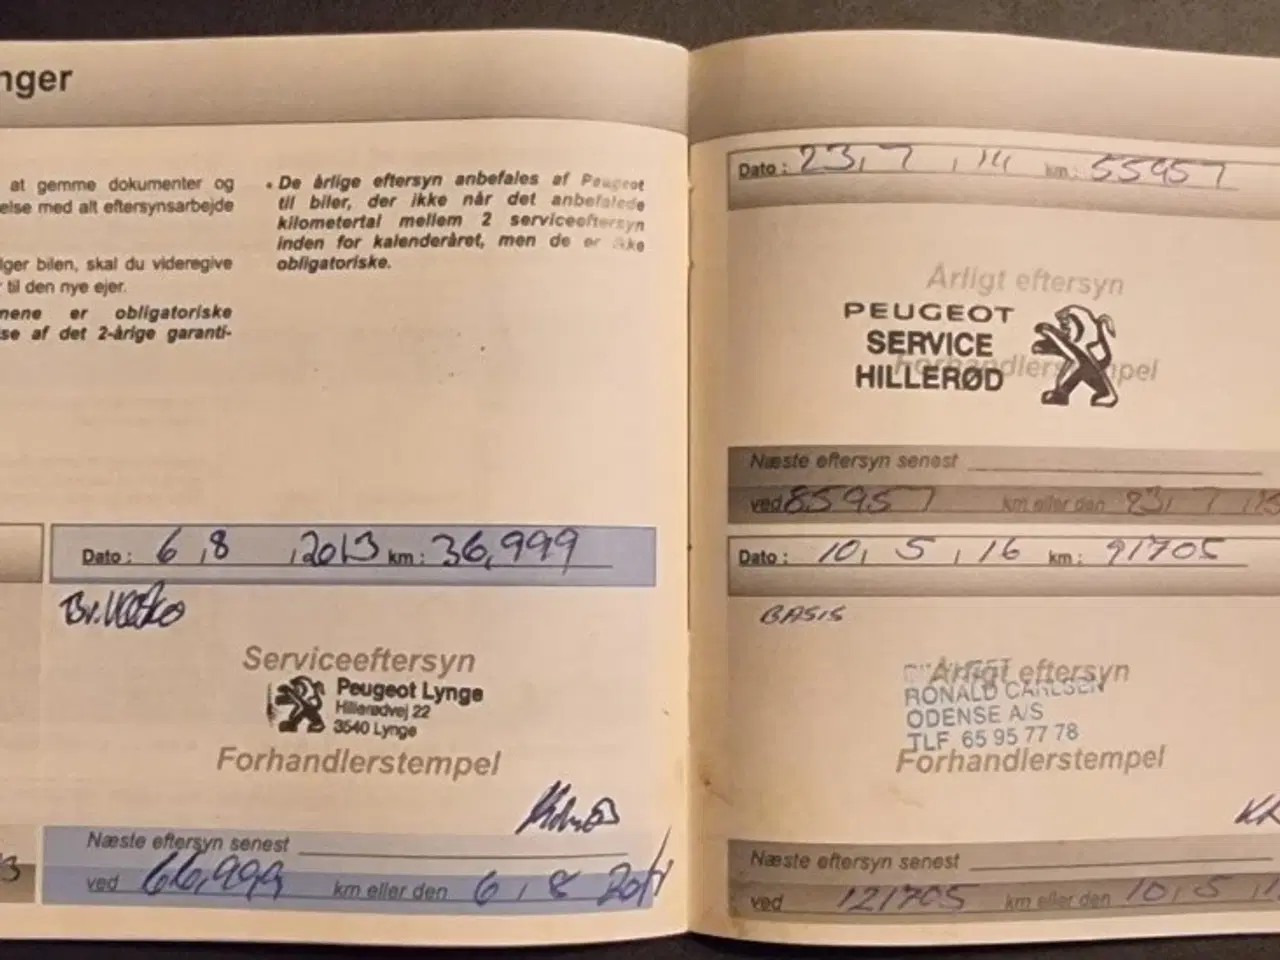 nger
at gemme dokumenter og
else med alt eftersynsarbejde
lger bilen, skal du videregive
til den nye ejer.
nene er obligatoriske
se af det 2-årige garanti-
• De årlige eftersyn anbefales af Peugeot
til biler, der ikke når det anbefalede
kilometertal mellem 2 serviceeftersyn
inden for kalenderåret, men de er ikke
obligatoriske.
Dato : 6 , 8 , 2013 km : 36,999
Serviceeftersyn
Peugeot Lynge
Hillerødvej 22
3540 Lynge
Forhandlerstempel
Næste eftersyn senest
ved 66,999 km eller den 6 , 8 2014
3
Dato : 23, 7 , 14 km : 55957
Årligt eftersyn
PEUGEOT
SERVICE
HILLERØD
Forhandlerstempel
Næste eftersyn senest
ved 85957 km eller den 23, 7 , 15
Dato : 10, 5 , 16 km : 91705
BASIS
Årligt eftersyn
RONALD CARLSEN
ODENSE A/S
TLF 65 95 77 78
Forhandlerstempel
Næste eftersyn senest
ved 121705 km eller den 10, 5, 1